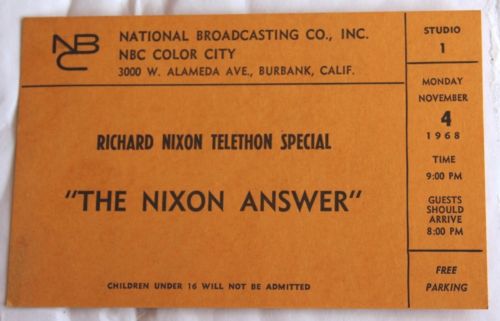 NBC
NATIONAL BROADCASTING CO., INC.
NBC COLOR CITY
3000 W. ALAMEDA AVE., BURBANK, CALIF.
RICHARD NIXON TELETHON SPECIAL
"THE NIXON ANSWER"
CHILDREN UNDER 16 WILL NOT BE ADMITTED
STUDIO
1
MONDAY
NOVEMBER
4
1968
TIME
9:00 PM
GUESTS
SHOULD
ARRIVE
8:00 PM
FREE
PARKING